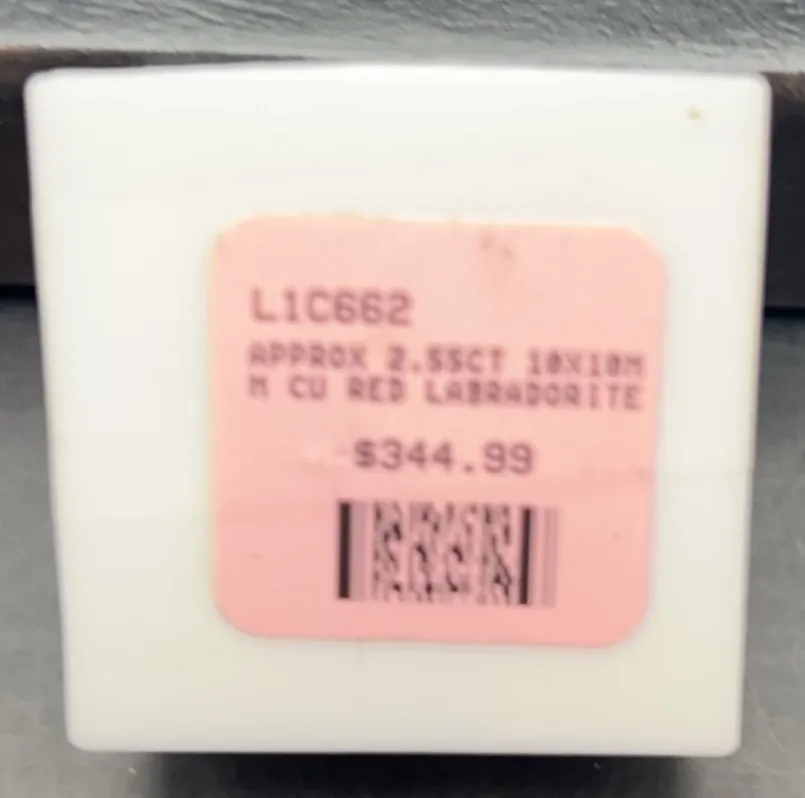 L1C662
APPROX 2.55CT 10X10M
M CU RED LABRADORITE
$344.99